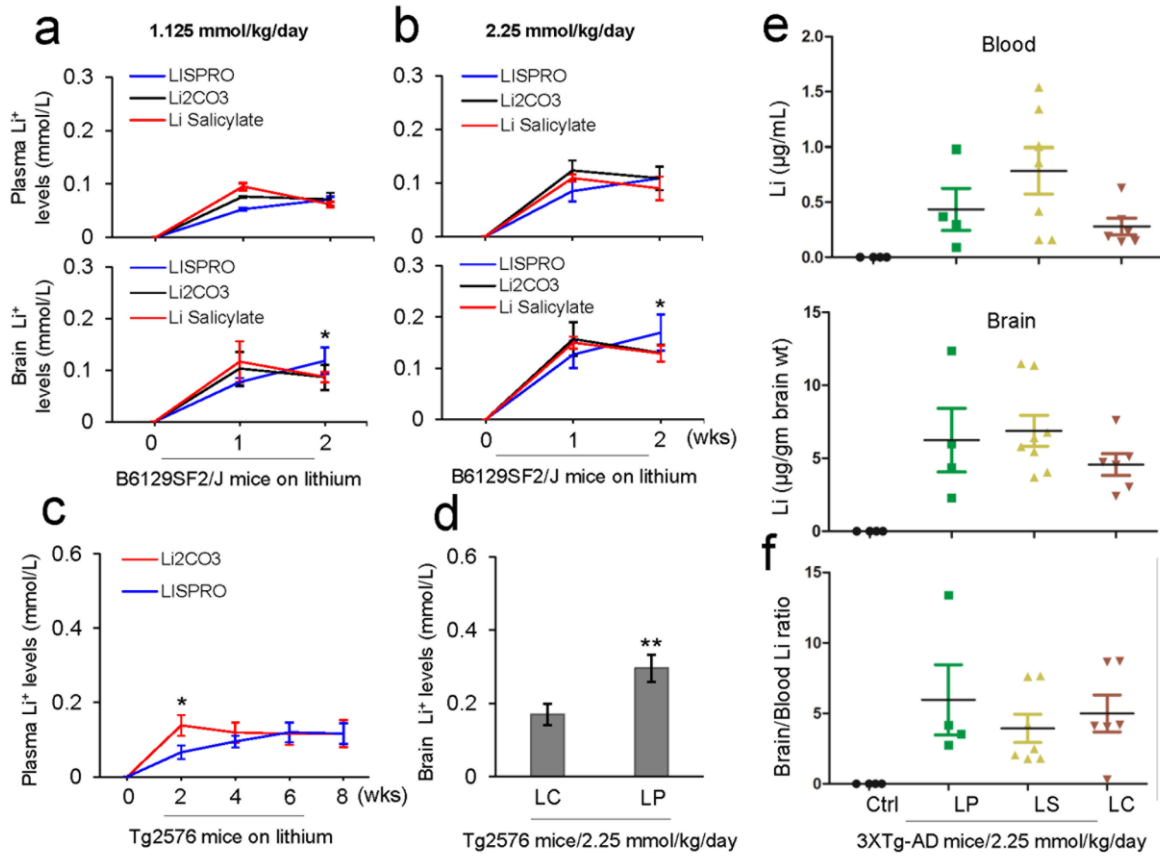 a
1.125 mmol/kg/day
Plasma Li+
levels (mmol/L)
0.3
0.2
0.1
0
LISPRO
Li2CO3
Li Salicylate
0
1
2
Brain Li+
levels (mmol/L)
0.3
0.2
0.1
0
LISPRO
Li2CO3
Li Salicylate
*
0
1
2
B6129SF2/J mice on lithium
b
2.25 mmol/kg/day
0.3
0.2
0.1
0
LISPRO
Li2CO3
Li Salicylate
0
1
2
0.3
0.2
0.1
0
LISPRO
Li2CO3
Li Salicylate
*
0
1
2 (wks)
B6129SF2/J mice on lithium
c
Plasma Li+ levels (mmol/L)
0.6
0.4
0.2
0
Li2CO3
LISPRO
*
0
2
4
6
8 (wks)
Tg2576 mice on lithium
d
Brain Li+ levels (mmol/L)
0.6
0.4
0.2
0
**
LC
LP
Tg2576 mice/2.25 mmol/kg/day
e
Blood
Li (µg/mL)
2.0
1.5
1.0
0.5
0.0
Brain
Li (µg/gm brain wt)
15
10
5
0
f
Brain/Blood Li ratio
15
10
5
0
Ctrl
LP
LS
LC
3XTg-AD mice/2.25 mmol/kg/day